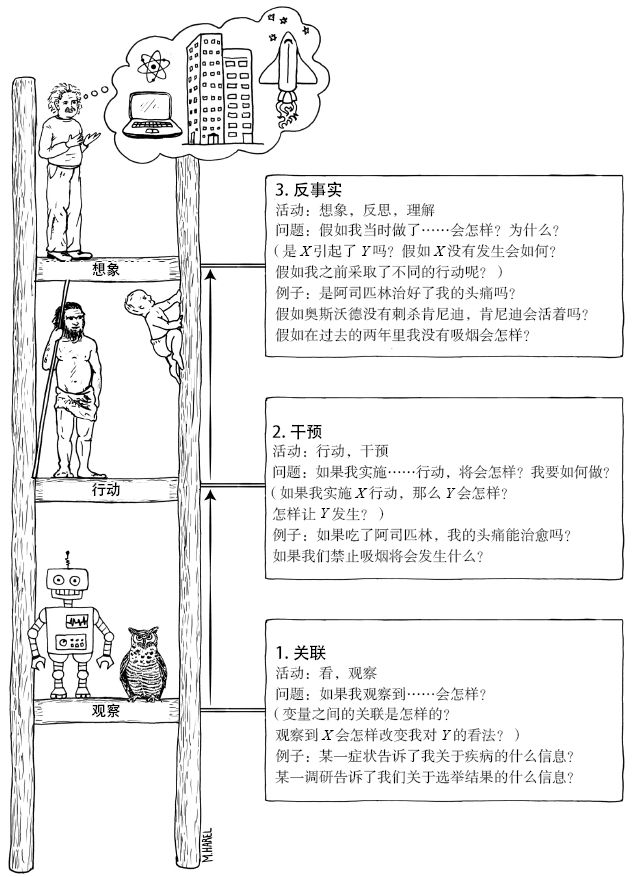 3. 反事实
活动：想象，反思，理解
问题：假如我当时做了……会怎样？为什么？
（是X引起了Y吗？假如X没有发生会如何？
假如我之前采取了不同的行动呢？）
例子：是阿司匹林治好了我的头痛吗？
假如奥斯沃德没有刺杀肯尼迪，肯尼迪会活着吗？
假如在过去的两年里我没有吸烟会怎样？
想象
2. 干预
活动：行动，干预
问题：如果我实施……行动，将会怎样？我要如何做？
（如果我实施X行动，那么Y会怎样？
怎样让Y发生？）
例子：如果吃了阿司匹林，我的头痛能治愈吗？
如果我们禁止吸烟将会发生什么？
行动
1. 关联
活动：看，观察
问题：如果我观察到……会怎样？
（变量之间的关联是怎样的？
观察到X会怎样改变我对Y的看法？）
例子：某一症状告诉了我关于疾病的什么信息？
某一调研告诉了我们关于选举结果的什么信息？
观察
M.HAREL